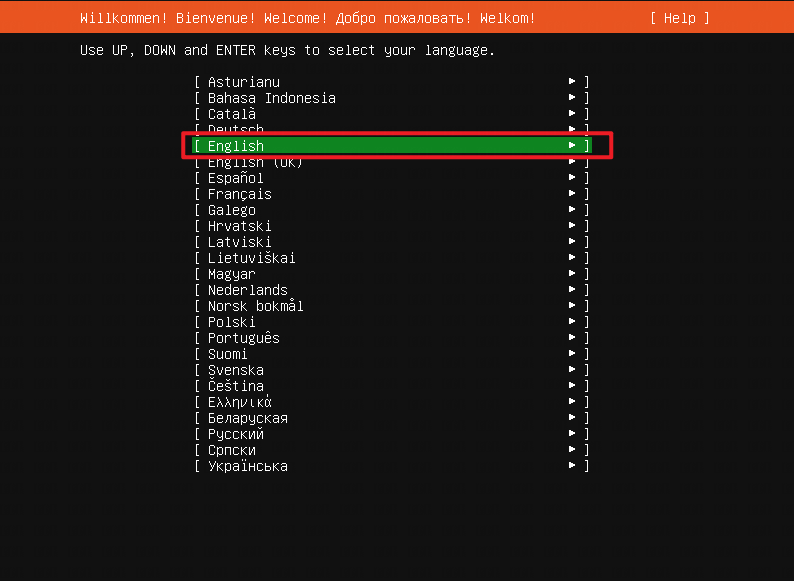 Willkommen! Bienvenue! Welcome! Добро пожаловать! Welkom! [ Help ]
Use UP, DOWN and ENTER keys to select your language.
[ Asturianu ► ]
[ Bahasa Indonesia ► ]
[ Català ► ]
[ Deutsch ► ]
[ English ► ]
[ English (UK) ► ]
[ Español ► ]
[ Français ► ]
[ Galego ► ]
[ Hrvatski ► ]
[ Latviski ► ]
[ Lietuviškai ► ]
[ Magyar ► ]
[ Nederlands ► ]
[ Norsk bokmål ► ]
[ Polski ► ]
[ Português ► ]
[ Suomi ► ]
[ Svenska ► ]
[ Čeština ► ]
[ Ελληνικά ► ]
[ Беларуская ► ]
[ Русский ► ]
[ Српски ► ]
[ Українська ► ]